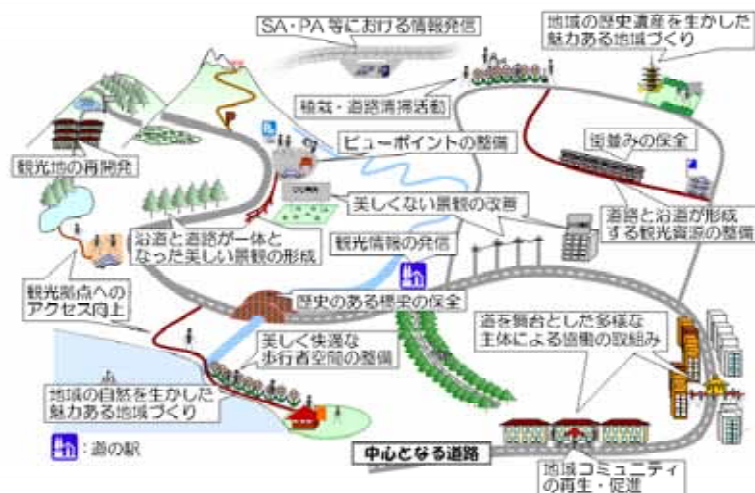 SA・PA等における情報発信
地域の歴史遺産を生かした
魅力ある地域づくり
植栽・道路清掃活動
ビューポイントの整備
街並みの保全
観光地の再開発
美しくない景観の改善
道路と沿道が形成
する観光資源の整備
沿道と道路が一体と
なった美しい景観の形成
観光情報の発信
観光拠点への
アクセス向上
歴史のある橋梁の保全
道を舞台とした多様な
主体による協働の取組み
美しく快適な
歩行者空間の整備
地域の自然を生かした
魅力ある地域づくり
:道の駅
中心となる道路
地域コミュニティ
の再生・促進
P